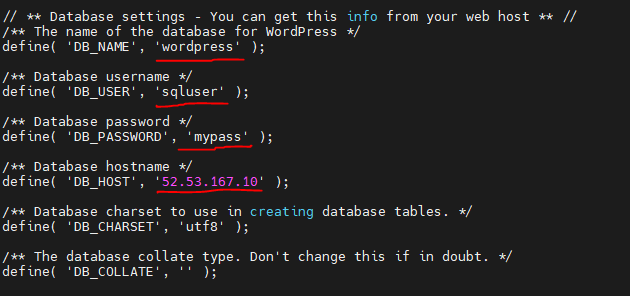 // ** Database settings - You can get this info from your web host ** //
/** The name of the database for WordPress */
define( 'DB_NAME', 'wordpress' );
/** Database username */
define( 'DB_USER', 'sqluser' );
/** Database password */
define( 'DB_PASSWORD', 'mypass' );
/** Database hostname */
define( 'DB_HOST', '52.53.167.10' );
/** Database charset to use in creating database tables. */
define( 'DB_CHARSET', 'utf8' );
/** The database collate type. Don't change this if in doubt. */
define( 'DB_COLLATE', '' );